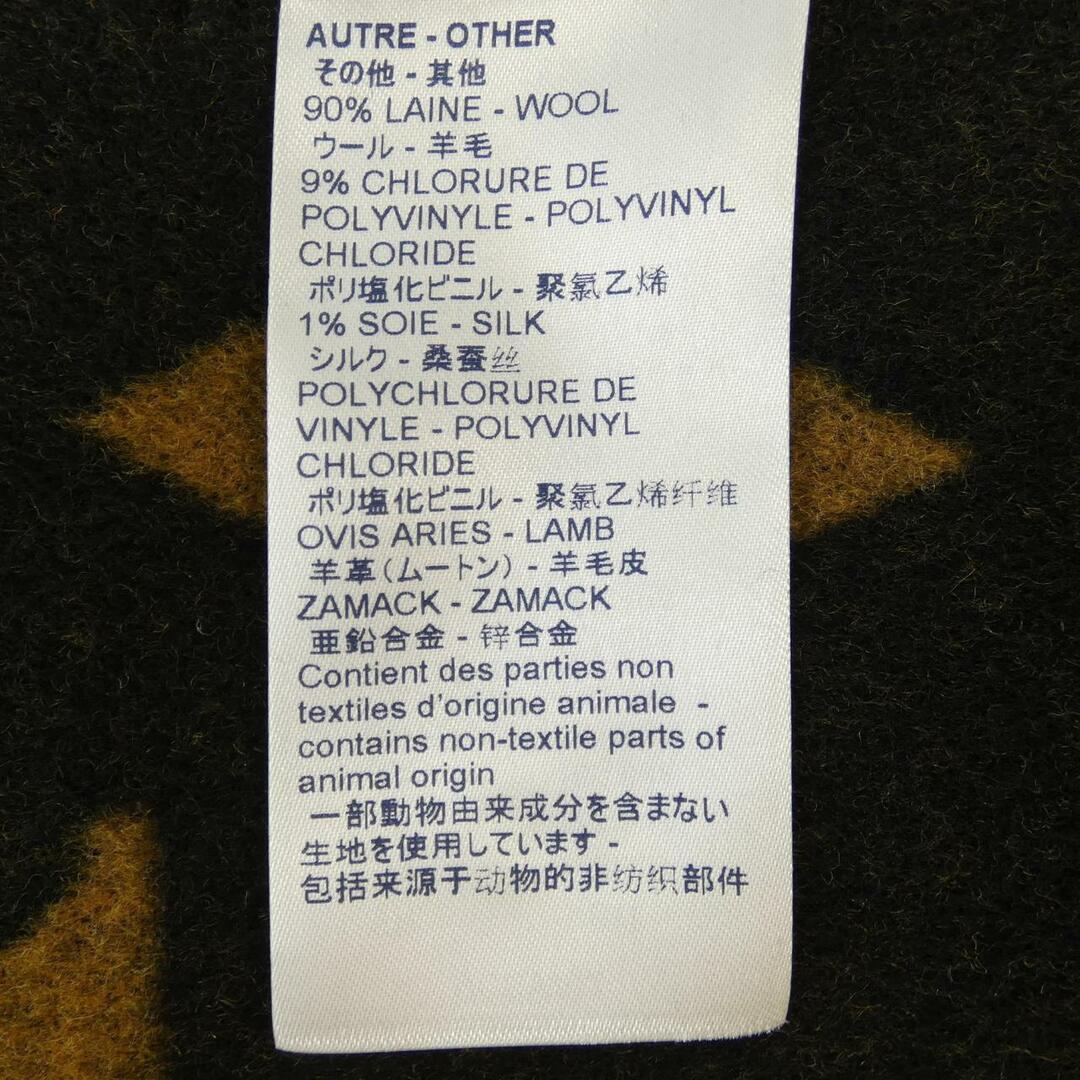 AUTRE - OTHER
その他 - 其他
90% LAINE - WOOL
ウール - 羊毛
9% CHLORURE DE
POLYVINYLE - POLYVINYL
CHLORIDE
ポリ塩化ビニル - 聚氯乙烯
1% SOIE - SILK
シルク - 桑蚕丝
POLYCHLORURE DE
VINYLE - POLYVINYL
CHLORIDE
ポリ塩化ビニル - 聚氯乙烯纤维
OVIS ARIES - LAMB
羊革(ムートン) - 羊毛皮
ZAMACK - ZAMACK
亜鉛合金 - 锌合金
Contient des parties non
textiles d'origine animale -
contains non-textile parts of
animal origin
一部動物由来成分を含まない
生地を使用しています -
包括来源于动物的非纺织部件